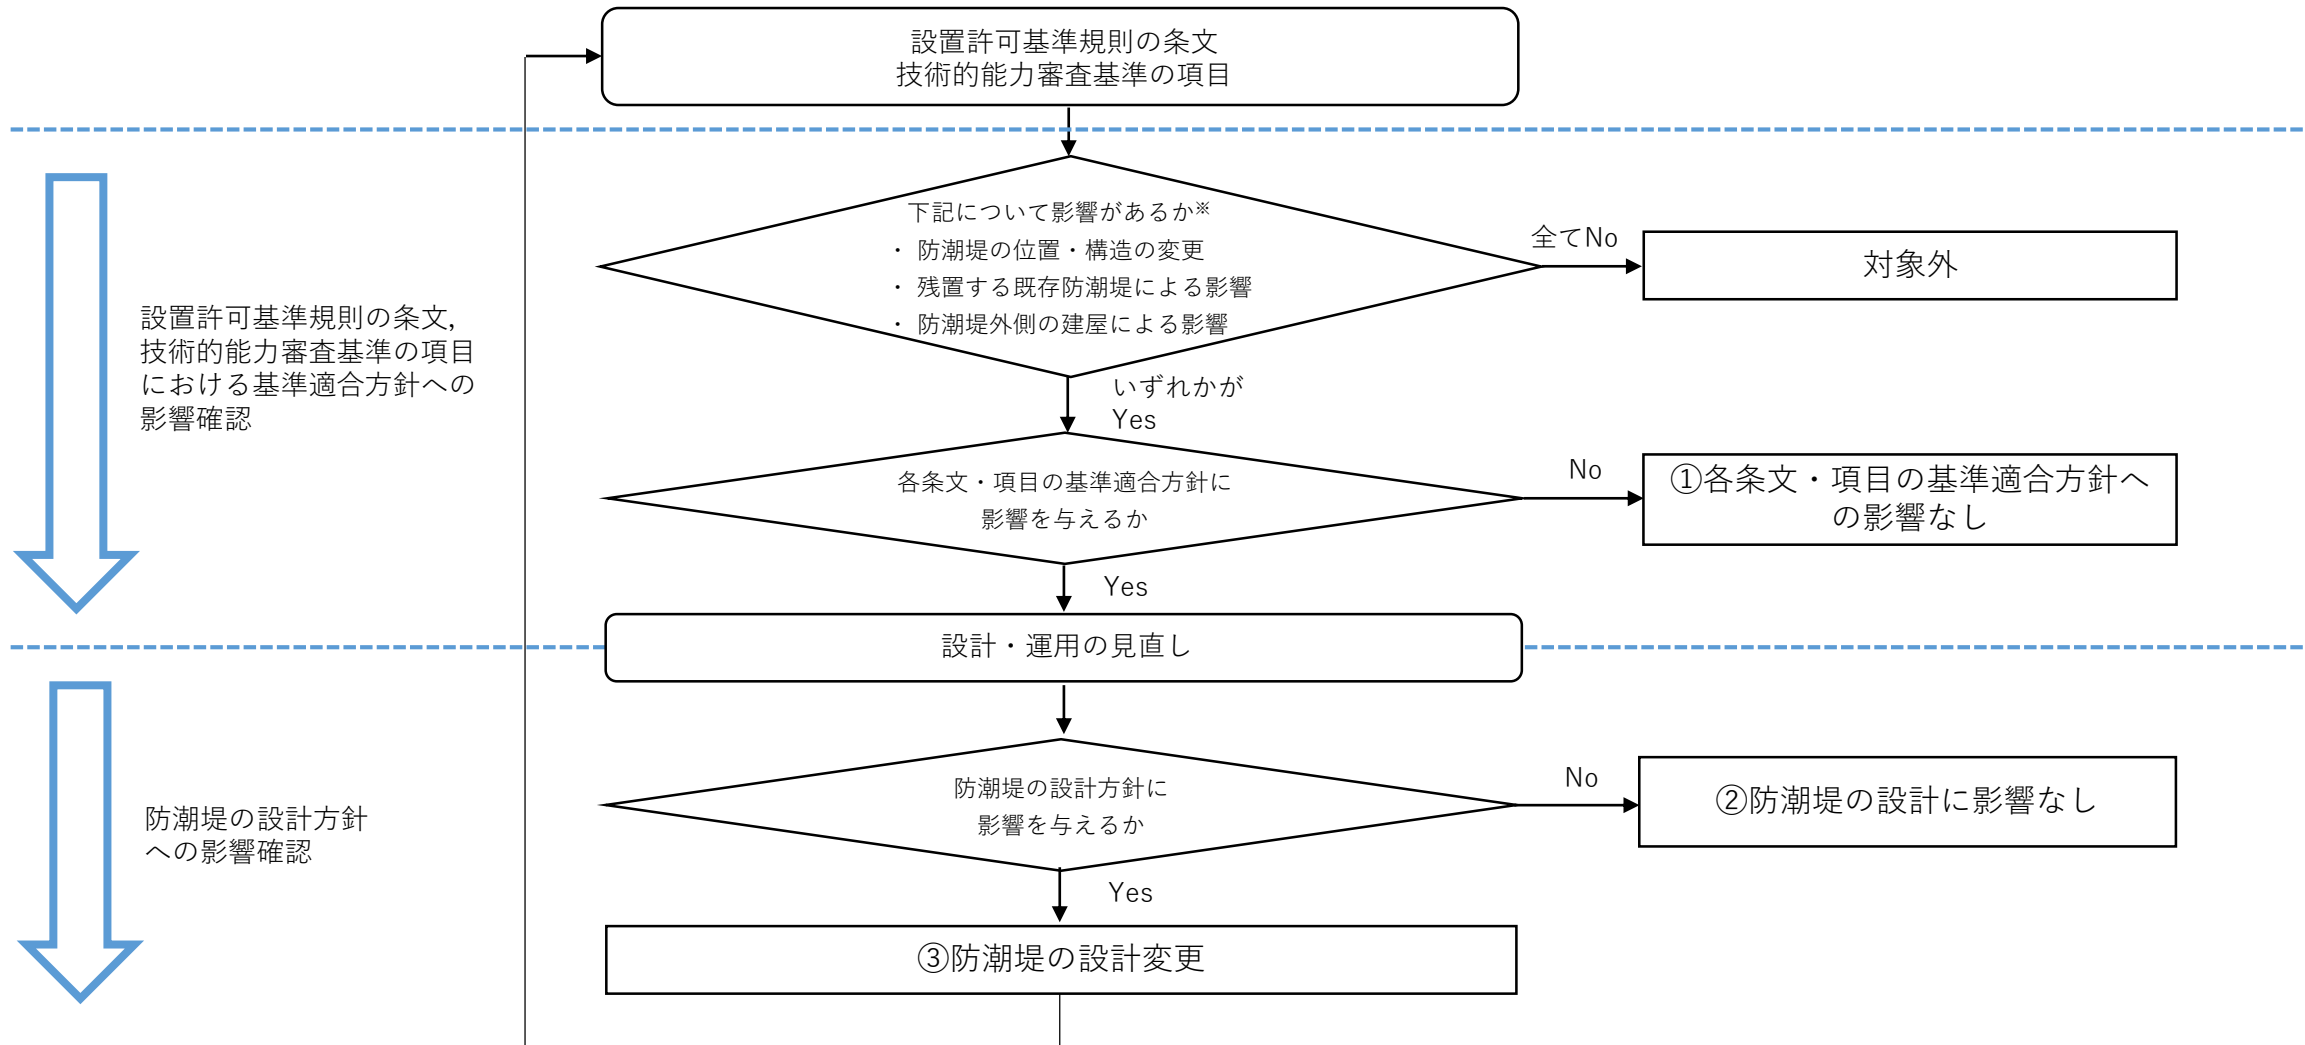 設置許可基準規則の条文
技術的能力審査基準の項目
下記について影響があるか※
・ 防潮堤の位置・構造の変更
・ 残置する既存防潮堤による影響
・ 防潮堤外側の建屋による影響
全てNo
対象外
設置許可基準規則の条文,
技術的能力審査基準の項目
における基準適合方針への
影響確認
いずれかが
Yes
各条文・項目の基準適合方針に
影響を与えるか
No
①各条文・項目の基準適合方針へ
の影響なし
Yes
設計・運用の見直し
防潮堤の設計方針
への影響確認
防潮堤の設計方針に
影響を与えるか
No
②防潮堤の設計に影響なし
Yes
③防潮堤の設計変更